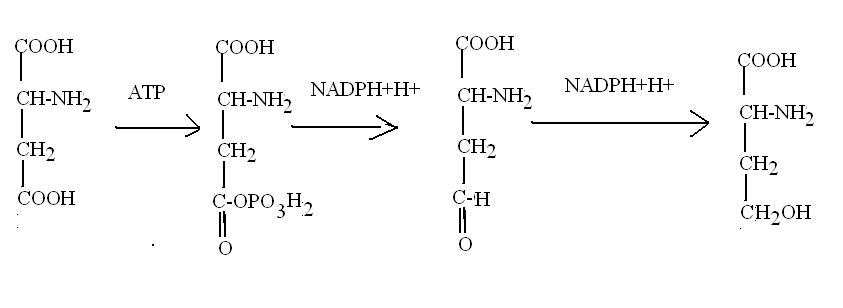 COOH
CH-NH2
CH2
COOH
ATP
COOH
CH-NH2
CH2
C-OPO3H2
O
NADPH+H+
COOH
CH-NH2
CH2
C-H
O
NADPH+H+
COOH
CH-NH2
CH2
CH2OH